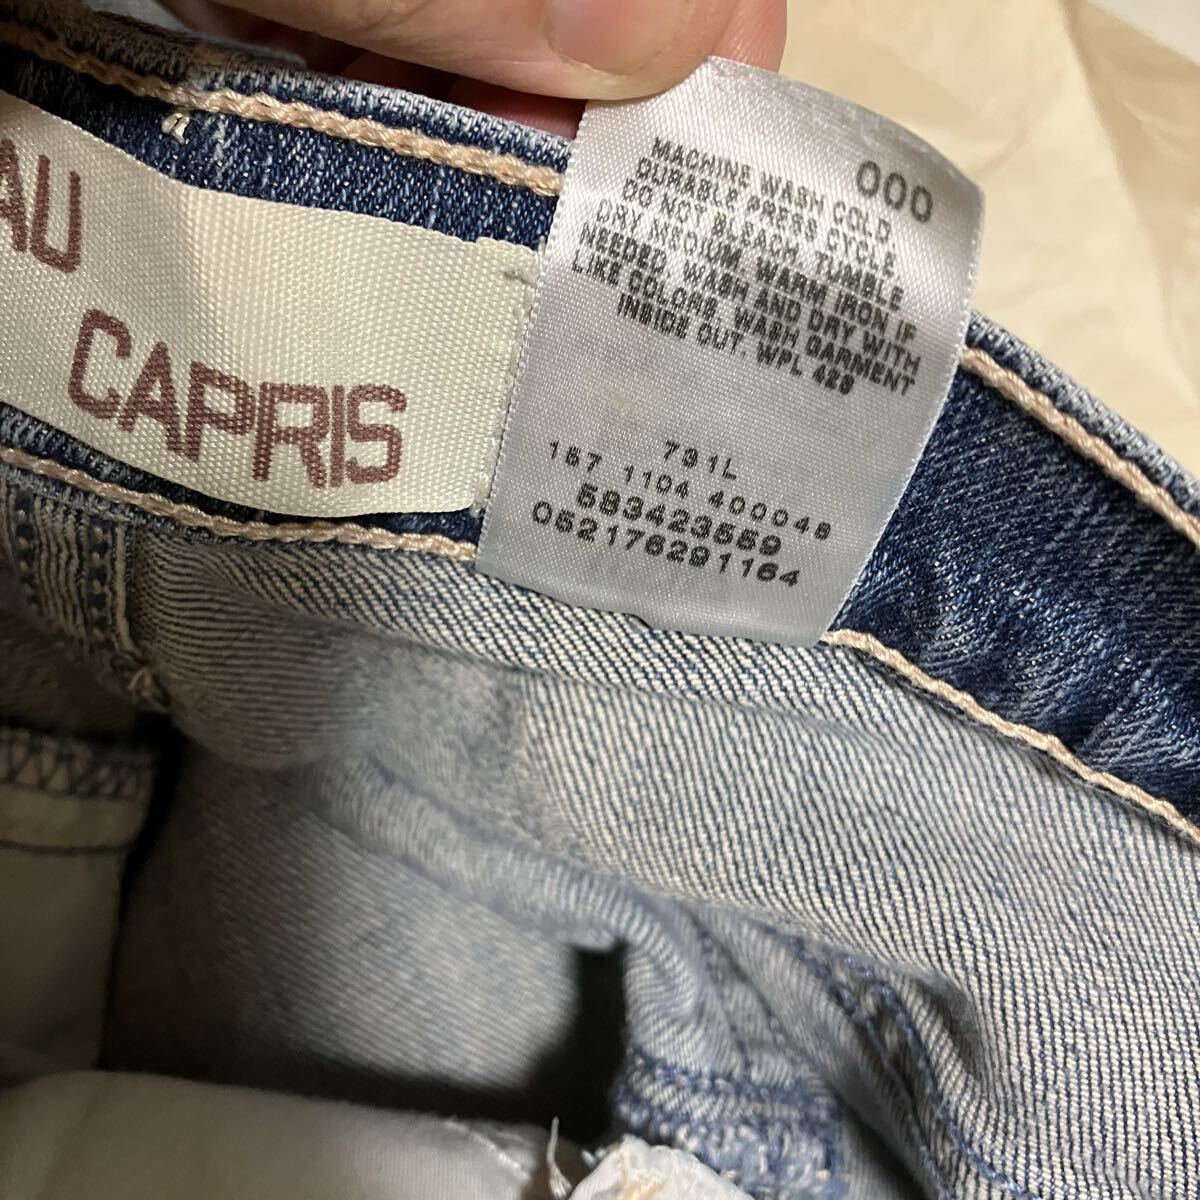 AU
CAPRIS
000
MACHINE WASH COLD,
DURABLE PRESS CYCLE.
DO NOT BLEACH, TUMBLE
DRY MEDIUM, WARM IRON IF
NEEDED, WASH AND DRY WITH
LIKE COLORS, WASH GARMENT
INSIDE OUT. WPL 428
791L
167 1104 400048
583423559
052176291164